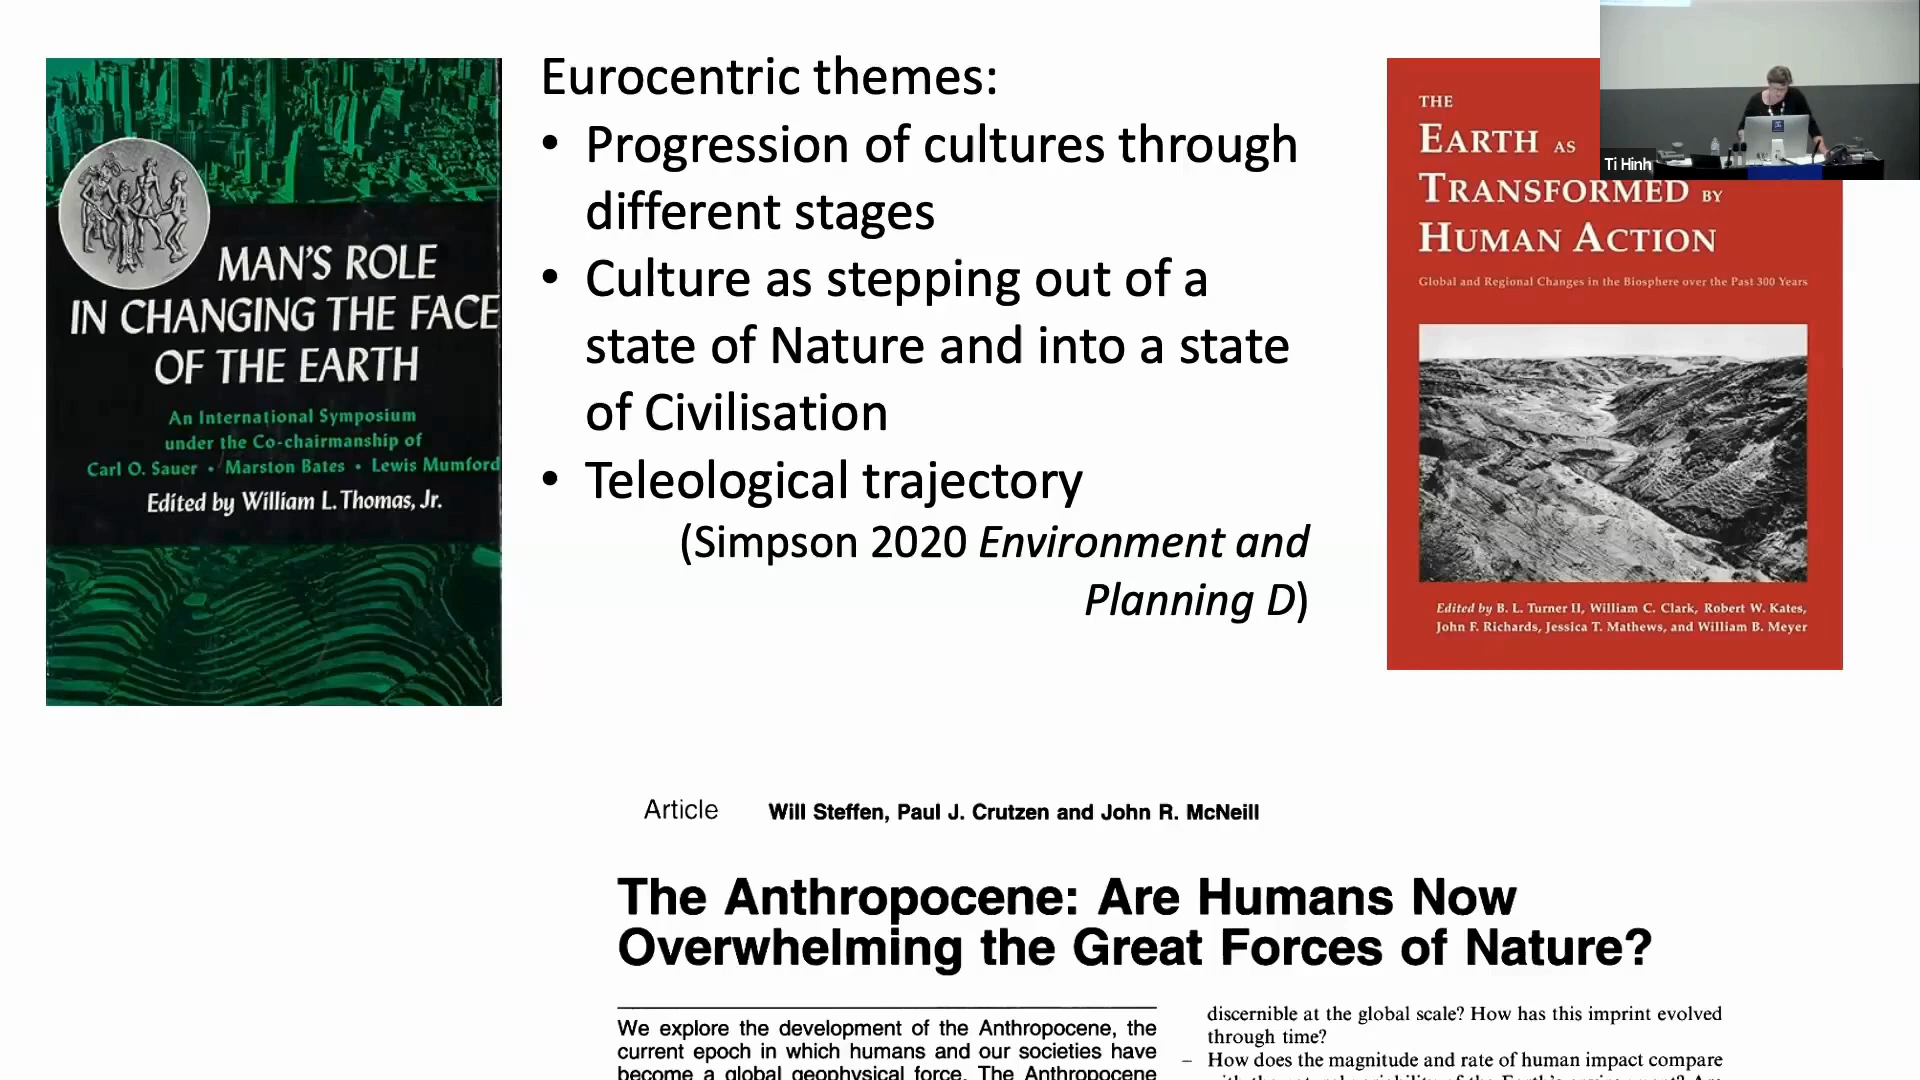 MAN'S ROLE
IN CHANGING THE FACE
OF THE EARTH
An International Symposium
under the Co-chairmanship of
Carl O. Sauer • Marston Bates • Lewis Mumford
Edited by William L. Thomas, Jr.
Eurocentric themes:
• Progression of cultures through
different stages
• Culture as stepping out of a
state of Nature and into a state
of Civilisation
• Teleological trajectory
(Simpson 2020 Environment and
Planning D)
THE
EARTH AS
TRANSFORMED BY
HUMAN ACTION
Global and Regional Changes in the Biosphere over the Past 300 Years
Edited by B. L. Turner II, William C. Clark, Robert W. Kates,
John F. Richards, Jessica T. Mathews, and William B. Meyer
Ti Hinh
Article Will Steffen, Paul J. Crutzen and John R. McNeill
The Anthropocene: Are Humans Now
Overwhelming the Great Forces of Nature?
We explore the development of the Anthropocene, the
current epoch in which humans and our societies have
become a global geophysical force. The Anthropocene
discernible at the global scale? How has this imprint evolved
through time?
– How does the magnitude and rate of human impact compare